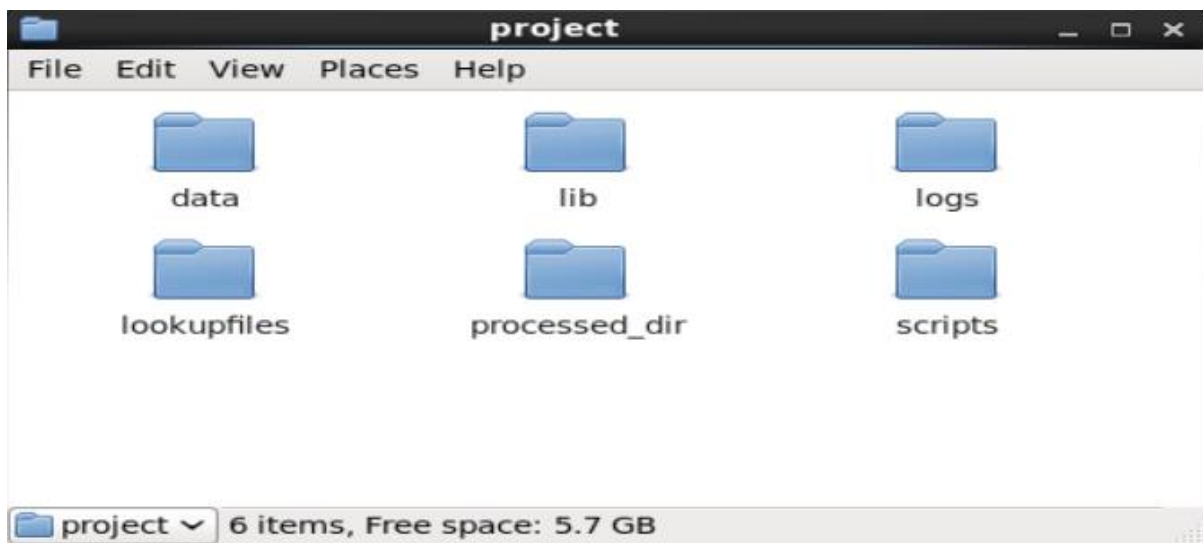 project
File Edit View Places Help
data lib logs
lookupfiles processed_dir scripts
project 6 items, Free space: 5.7 GB